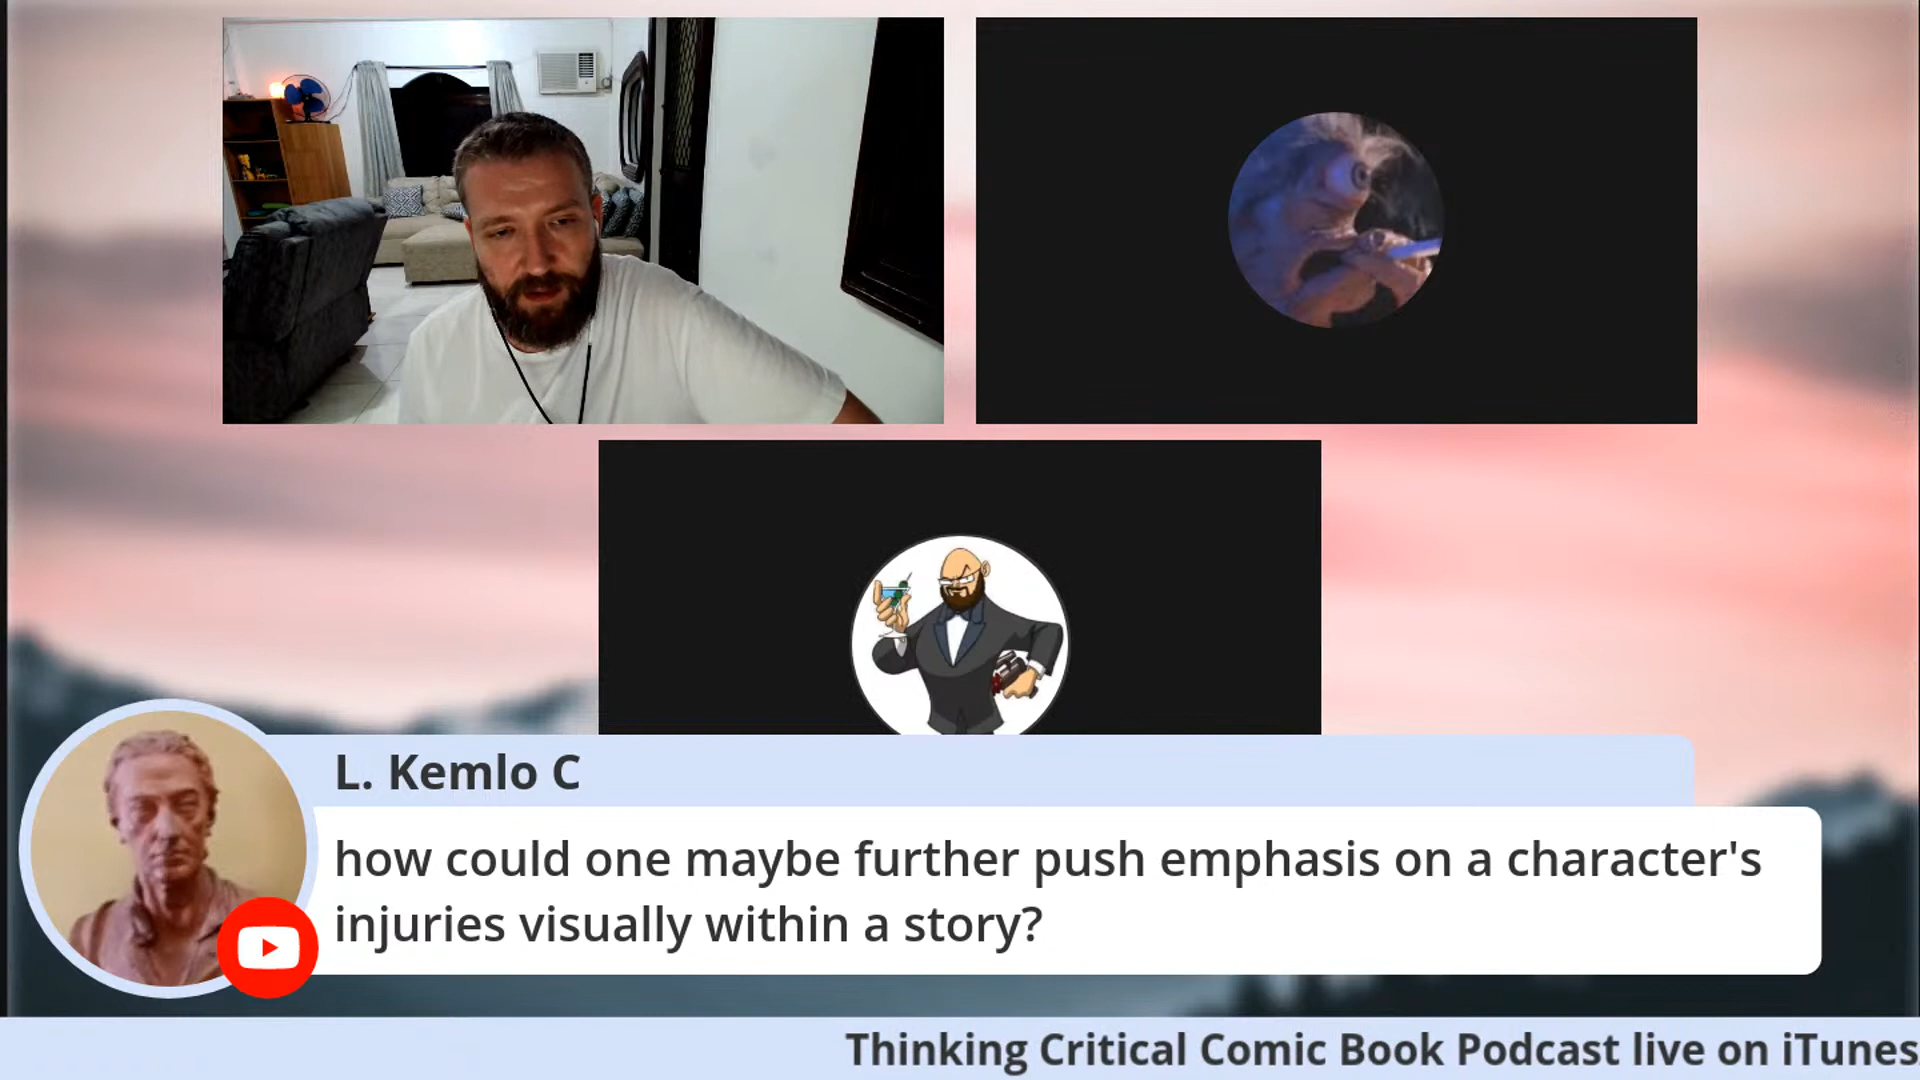 L. Kemlo C
how could one maybe further push emphasis on a character's
injuries visually within a story?
Thinking Critical Comic Book Podcast live on iTunes